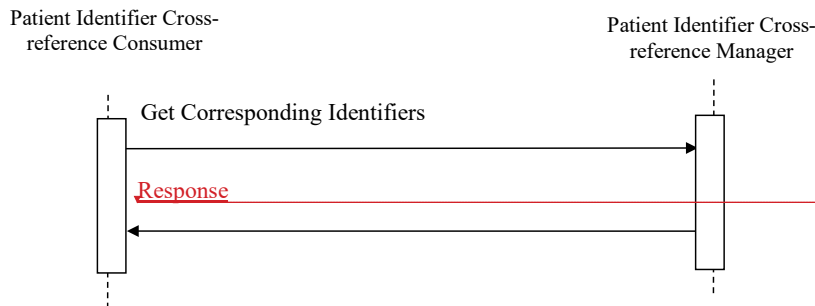 Patient Identifier Cross-
reference Consumer
Patient Identifier Cross-
reference Manager
Get Corresponding Identifiers
Response